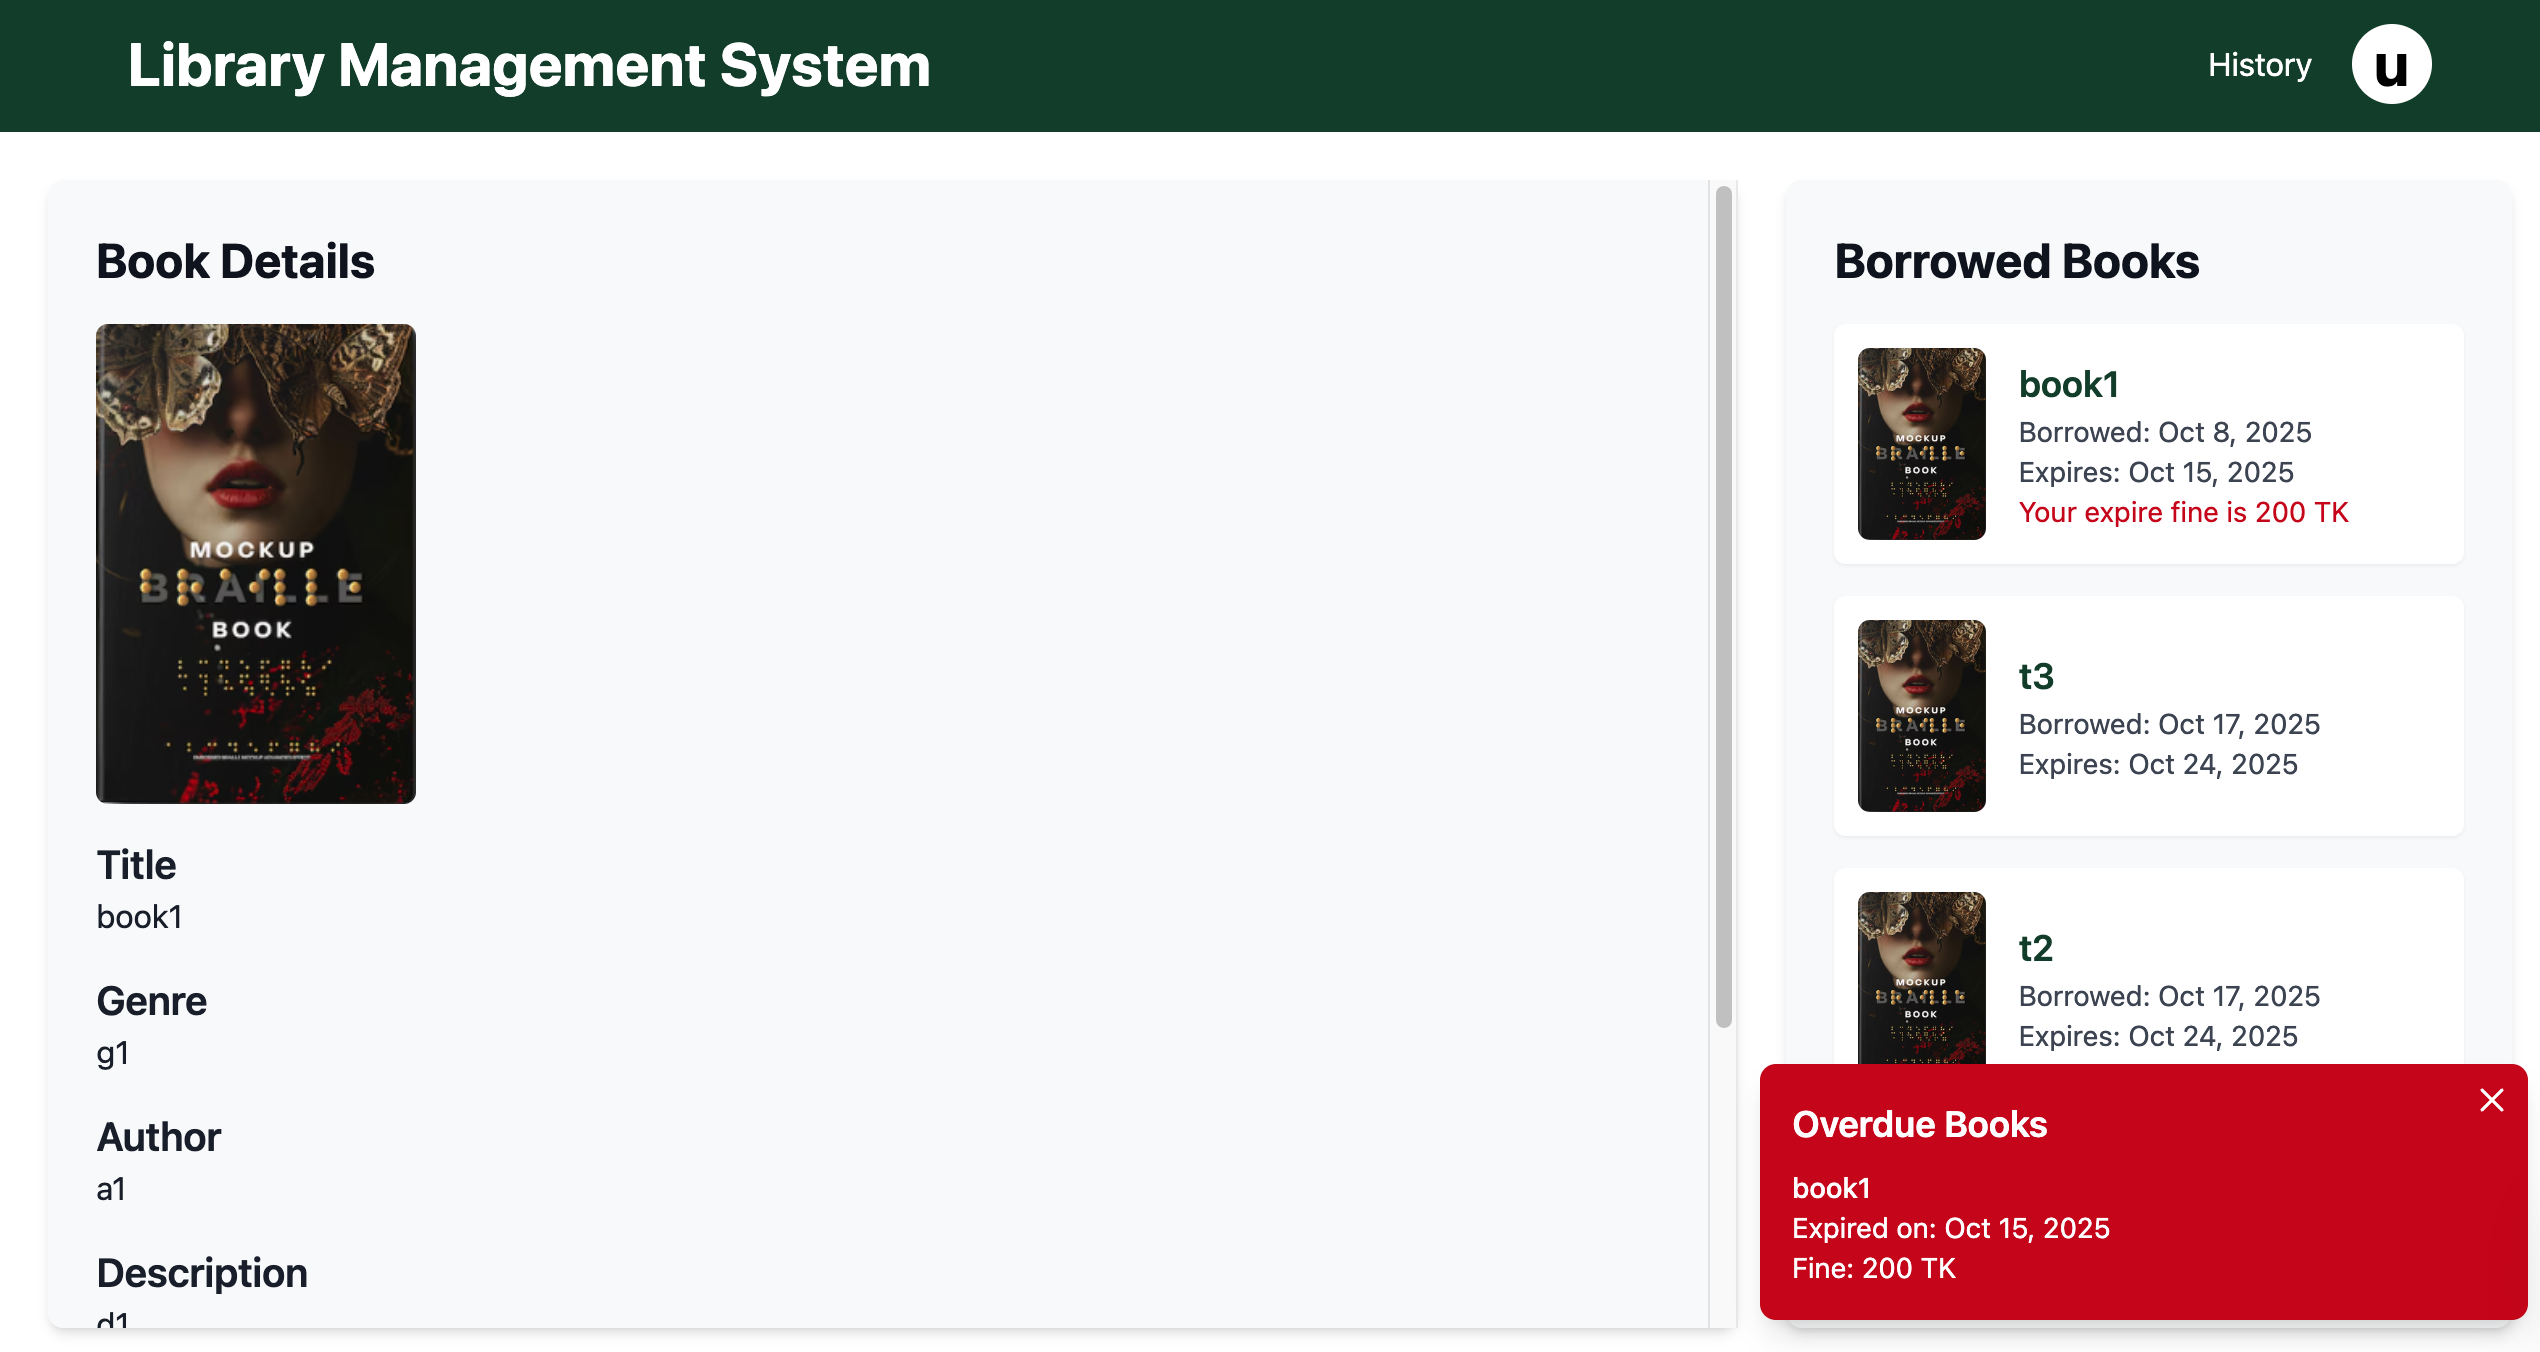 Library Management System
History
u
Book Details
MOCKUP
BRAILLE
BOOK
Title
book1
Genre
g1
Author
a1
Description
d1
Borrowed Books
MOCKUP
BRAILLE
BOOK
book1
Borrowed: Oct 8, 2025
Expires: Oct 15, 2025
Your expire fine is 200 TK
MOCKUP
BRAILLE
BOOK
t3
Borrowed: Oct 17, 2025
Expires: Oct 24, 2025
MOCKUP
BRAILLE
BOOK
t2
Borrowed: Oct 17, 2025
Expires: Oct 24, 2025
Overdue Books
book1
Expired on: Oct 15, 2025
Fine: 200 TK